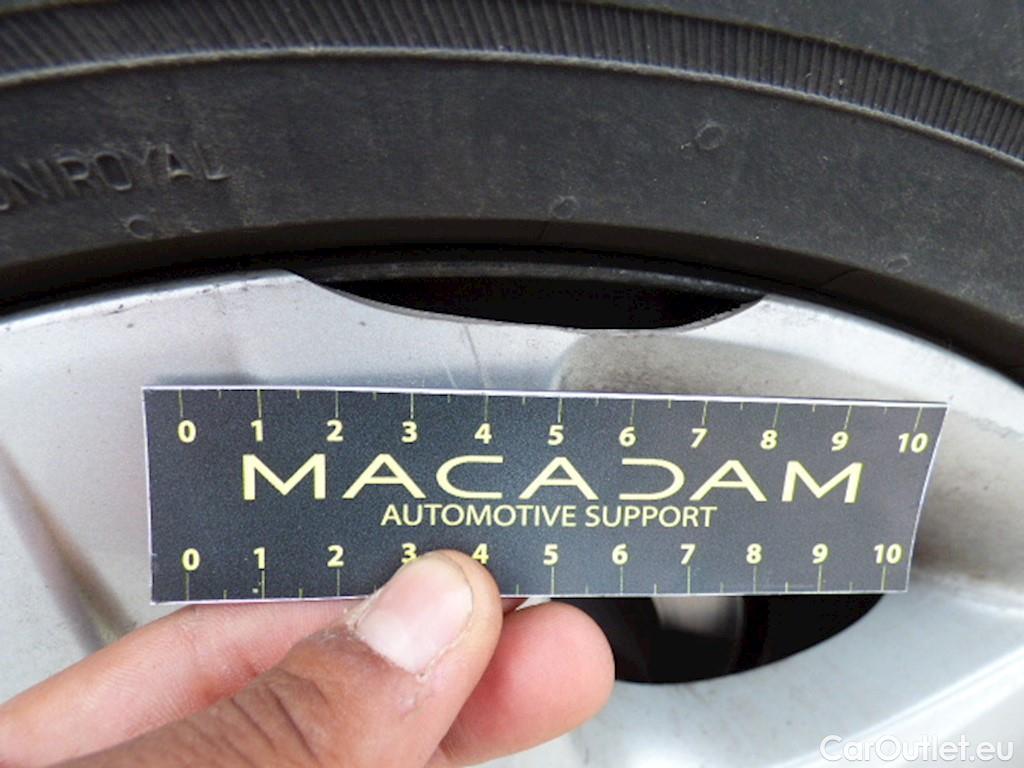 UNIROYAL
0 1 2 3 4 5 6 7 8 9 10
MACADAM
AUTOMOTIVE SUPPORT
0 1 2 3 4 5 6 7 8 9 10
CarOutlet.eu